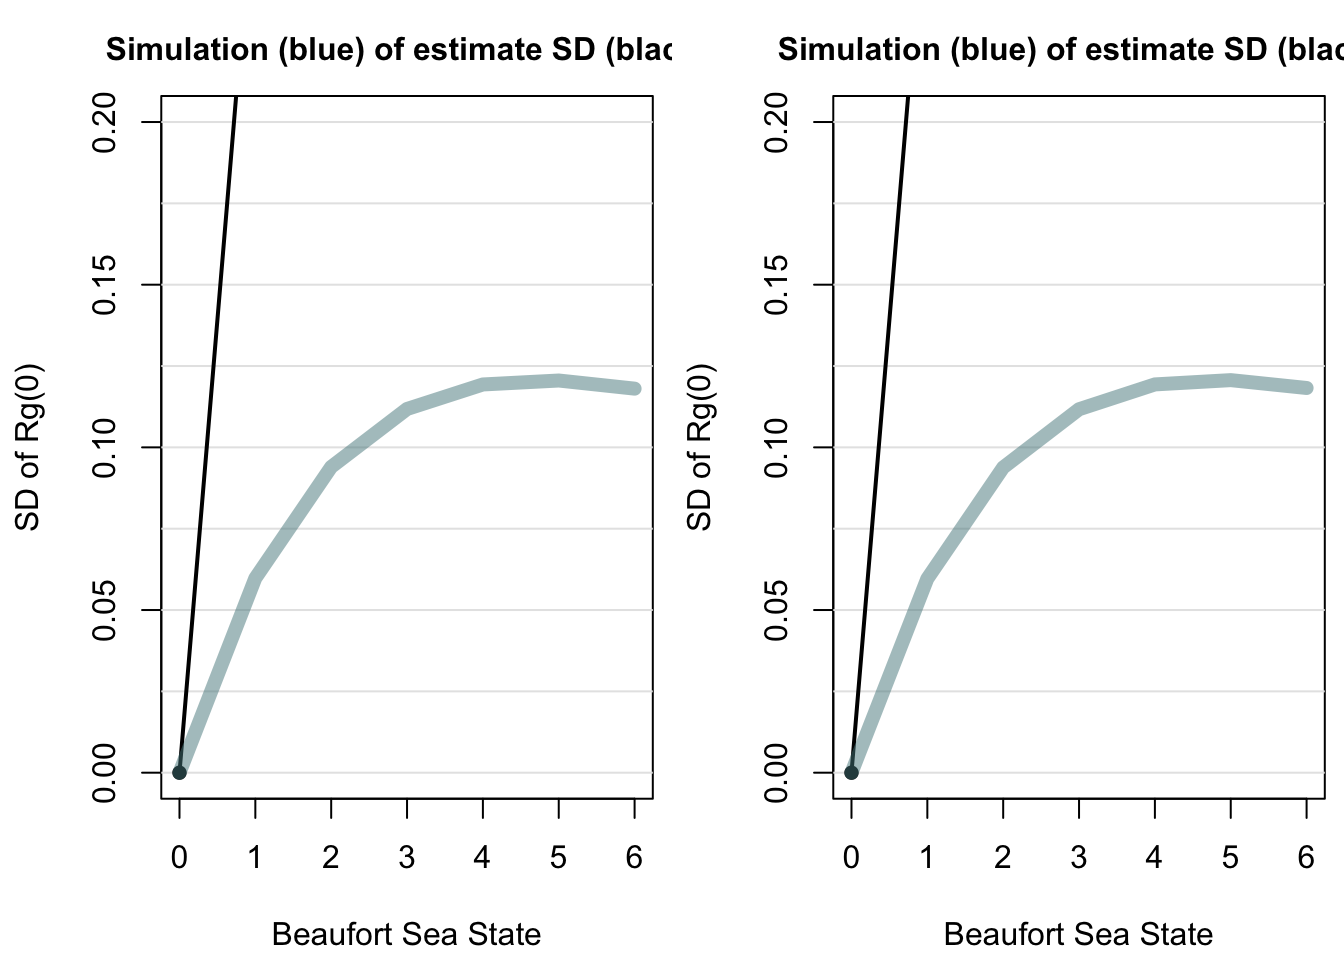 Simulation (blue) of estimate SD (blac
SD of Rg(0)
0.20
0.15
0.10
0.05
0.00
0 1 2 3 4 5 6
Beaufort Sea State
Simulation (blue) of estimate SD (blac
SD of Rg(0)
0.20
0.15
0.10
0.05
0.00
0 1 2 3 4 5 6
Beaufort Sea State